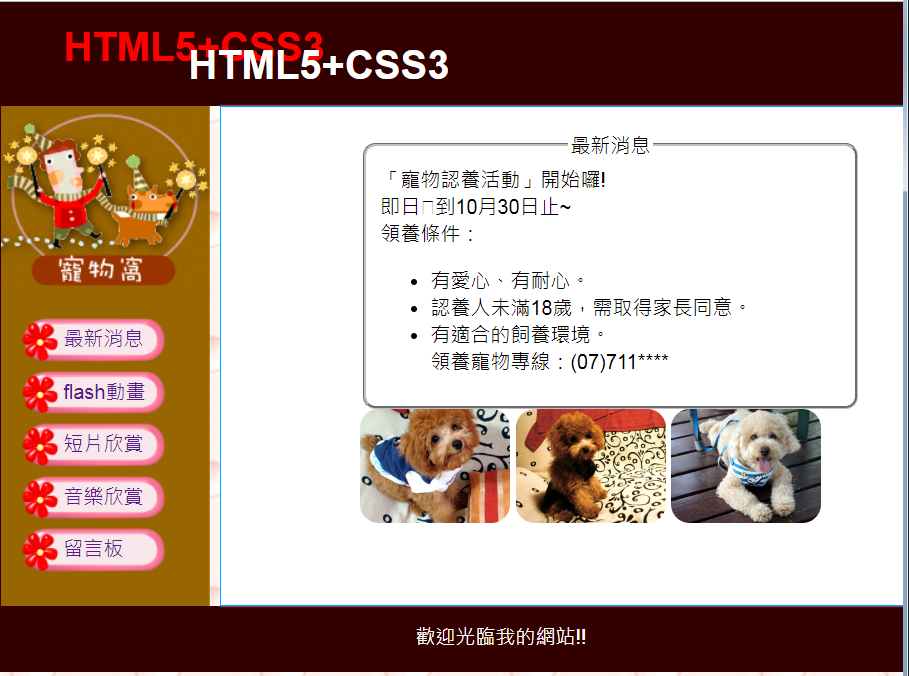 HTML5+CSS3
HTML5+CSS3
寵物窩
最新消息
flash動畫
短片欣賞
音樂欣賞
留言板
最新消息
「寵物認養活動」開始囉!
即日□到10月30日止~
領養條件：
• 有愛心、有耐心。
• 認養人未滿18歲，需取得家長同意。
• 有適合的飼養環境。
領養寵物專線：(07)711****
歡迎光臨我的網站!!